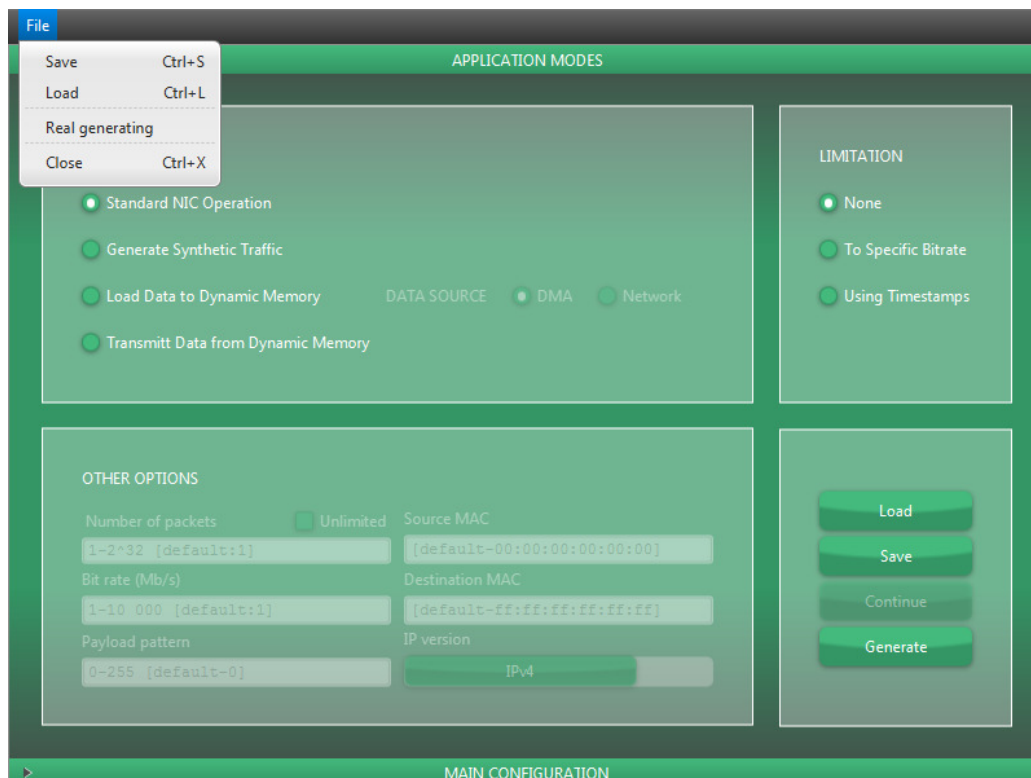 File
Save Ctrl+S
Load Ctrl+L
Real generating
Close Ctrl+X
APPLICATION MODES
Standard NIC Operation
Generate Synthetic Traffic
Load Data to Dynamic Memory DATA SOURCE DMA Network
Transmitt Data from Dynamic Memory
LIMITATION
None
To Specific Bitrate
Using Timestamps
OTHER OPTIONS
Number of packets Unlimited
1-2^32 [default:1]
Bit rate (Mb/s)
1-10 000 [default:1]
Payload pattern
0-255 [default-0]
Source MAC
[default-00:00:00:00:00:00]
Destination MAC
[default-ff:ff:ff:ff:ff:ff]
IP version
IPv4
Load
Save
Continue
Generate
MAIN CONFIGURATION